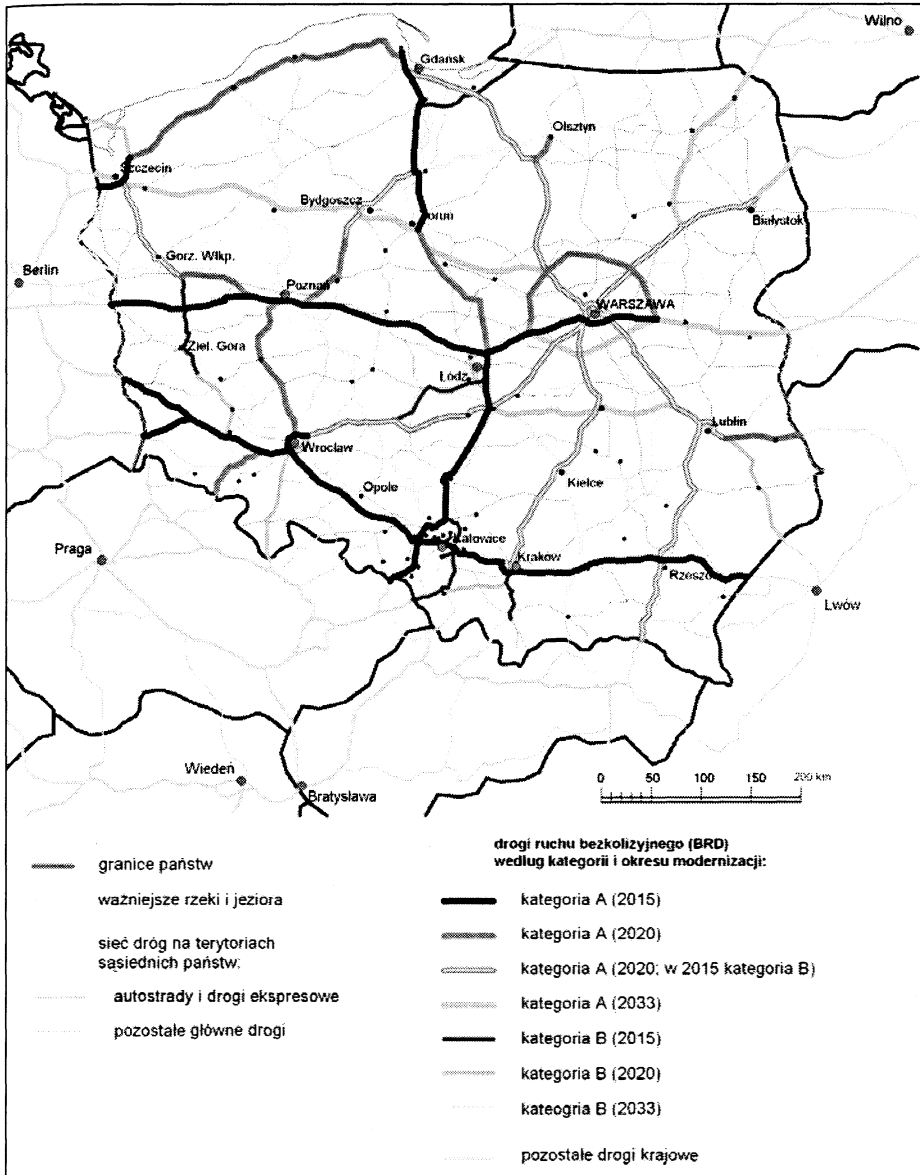 Wilno
Gdańsk
Olsztyn
Szczecin
Bydgoszcz
Toruń
Białystok
Gorz. Wlkp.
Berlin
Poznań
WARSZAWA
Ziel. Góra
Łódź
Lublin
Wrocław
Kielce
Opole
Praga
Katowice
Kraków
Rzeszów
Lwów
Wiedeń
Bratysława
0 50 100 150 200 km
granice państw
ważniejsze rzeki i jeziora
sieć dróg na terytoriach
sąsiednich państw:
autostrady i drogi ekspresowe
pozostałe główne drogi
drogi ruchu bezkolizyjnego (BRD)
według kategorii i okresu modernizacji:
kategoria A (2015)
kategoria A (2020)
kategoria A (2020; w 2015 kategoria B)
kategoria A (2033)
kategoria B (2015)
kategoria B (2020)
kateogria B (2033)
pozostałe drogi krajowe